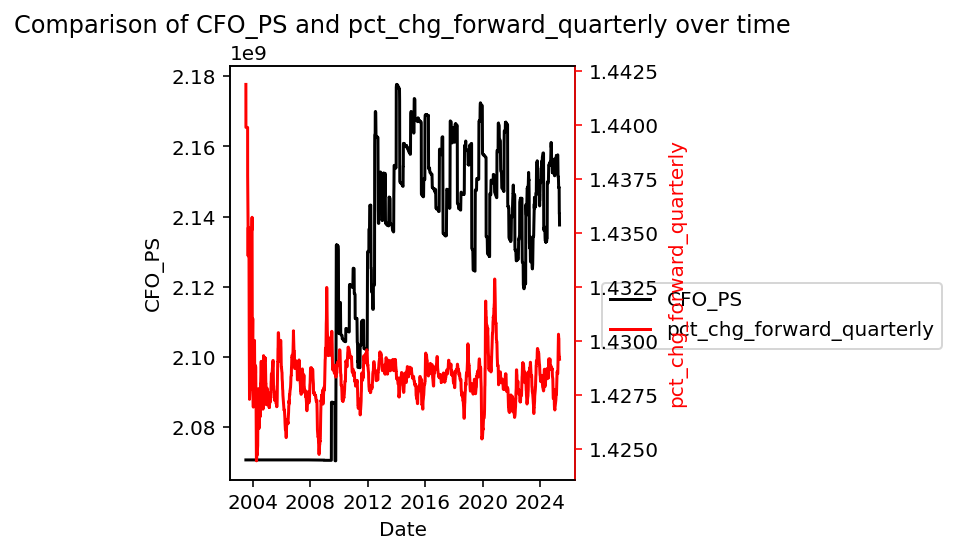 Comparison of CFO_PS and pct_chg_forward_quarterly over time
1e9
2.18
2.16
2.14
2.12
2.10
2.08
CFO_PS
1.4425
1.4400
1.4375
1.4350
1.4325
1.4300
1.4275
1.4250
pct_chg_forward_quarterly
CFO_PS
pct_chg_forward_quarterly
2004 2008 2012 2016 2020 2024
Date